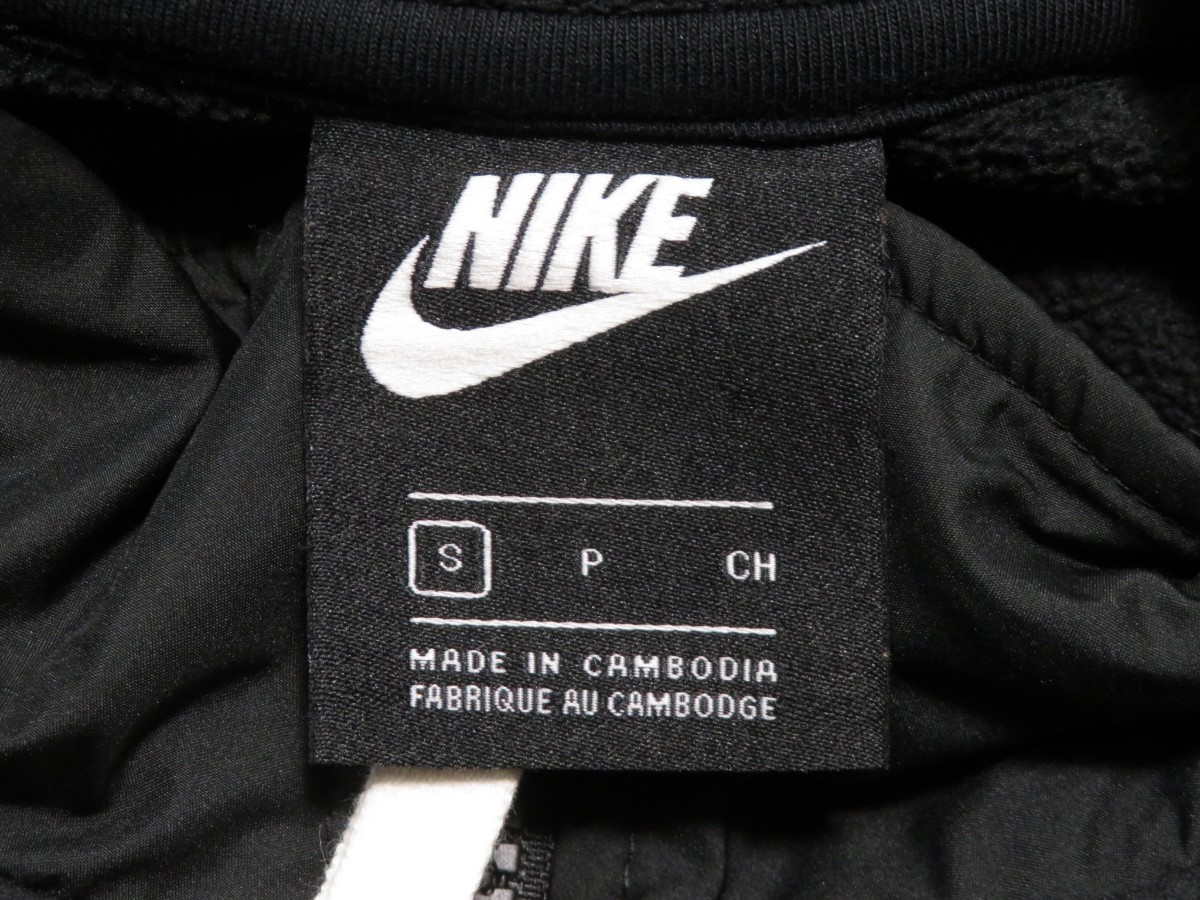 NIKE
S P CH
MADE IN CAMBODIA
FABRIQUE AU CAMBODGE